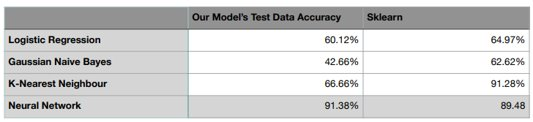 Our Model's Test Data Accuracy Sklearn
Logistic Regression 60.12% 64.97%
Gaussian Naive Bayes 42.66% 62.62%
K-Nearest Neighbour 66.66% 91.28%
Neural Network 91.38% 89.48